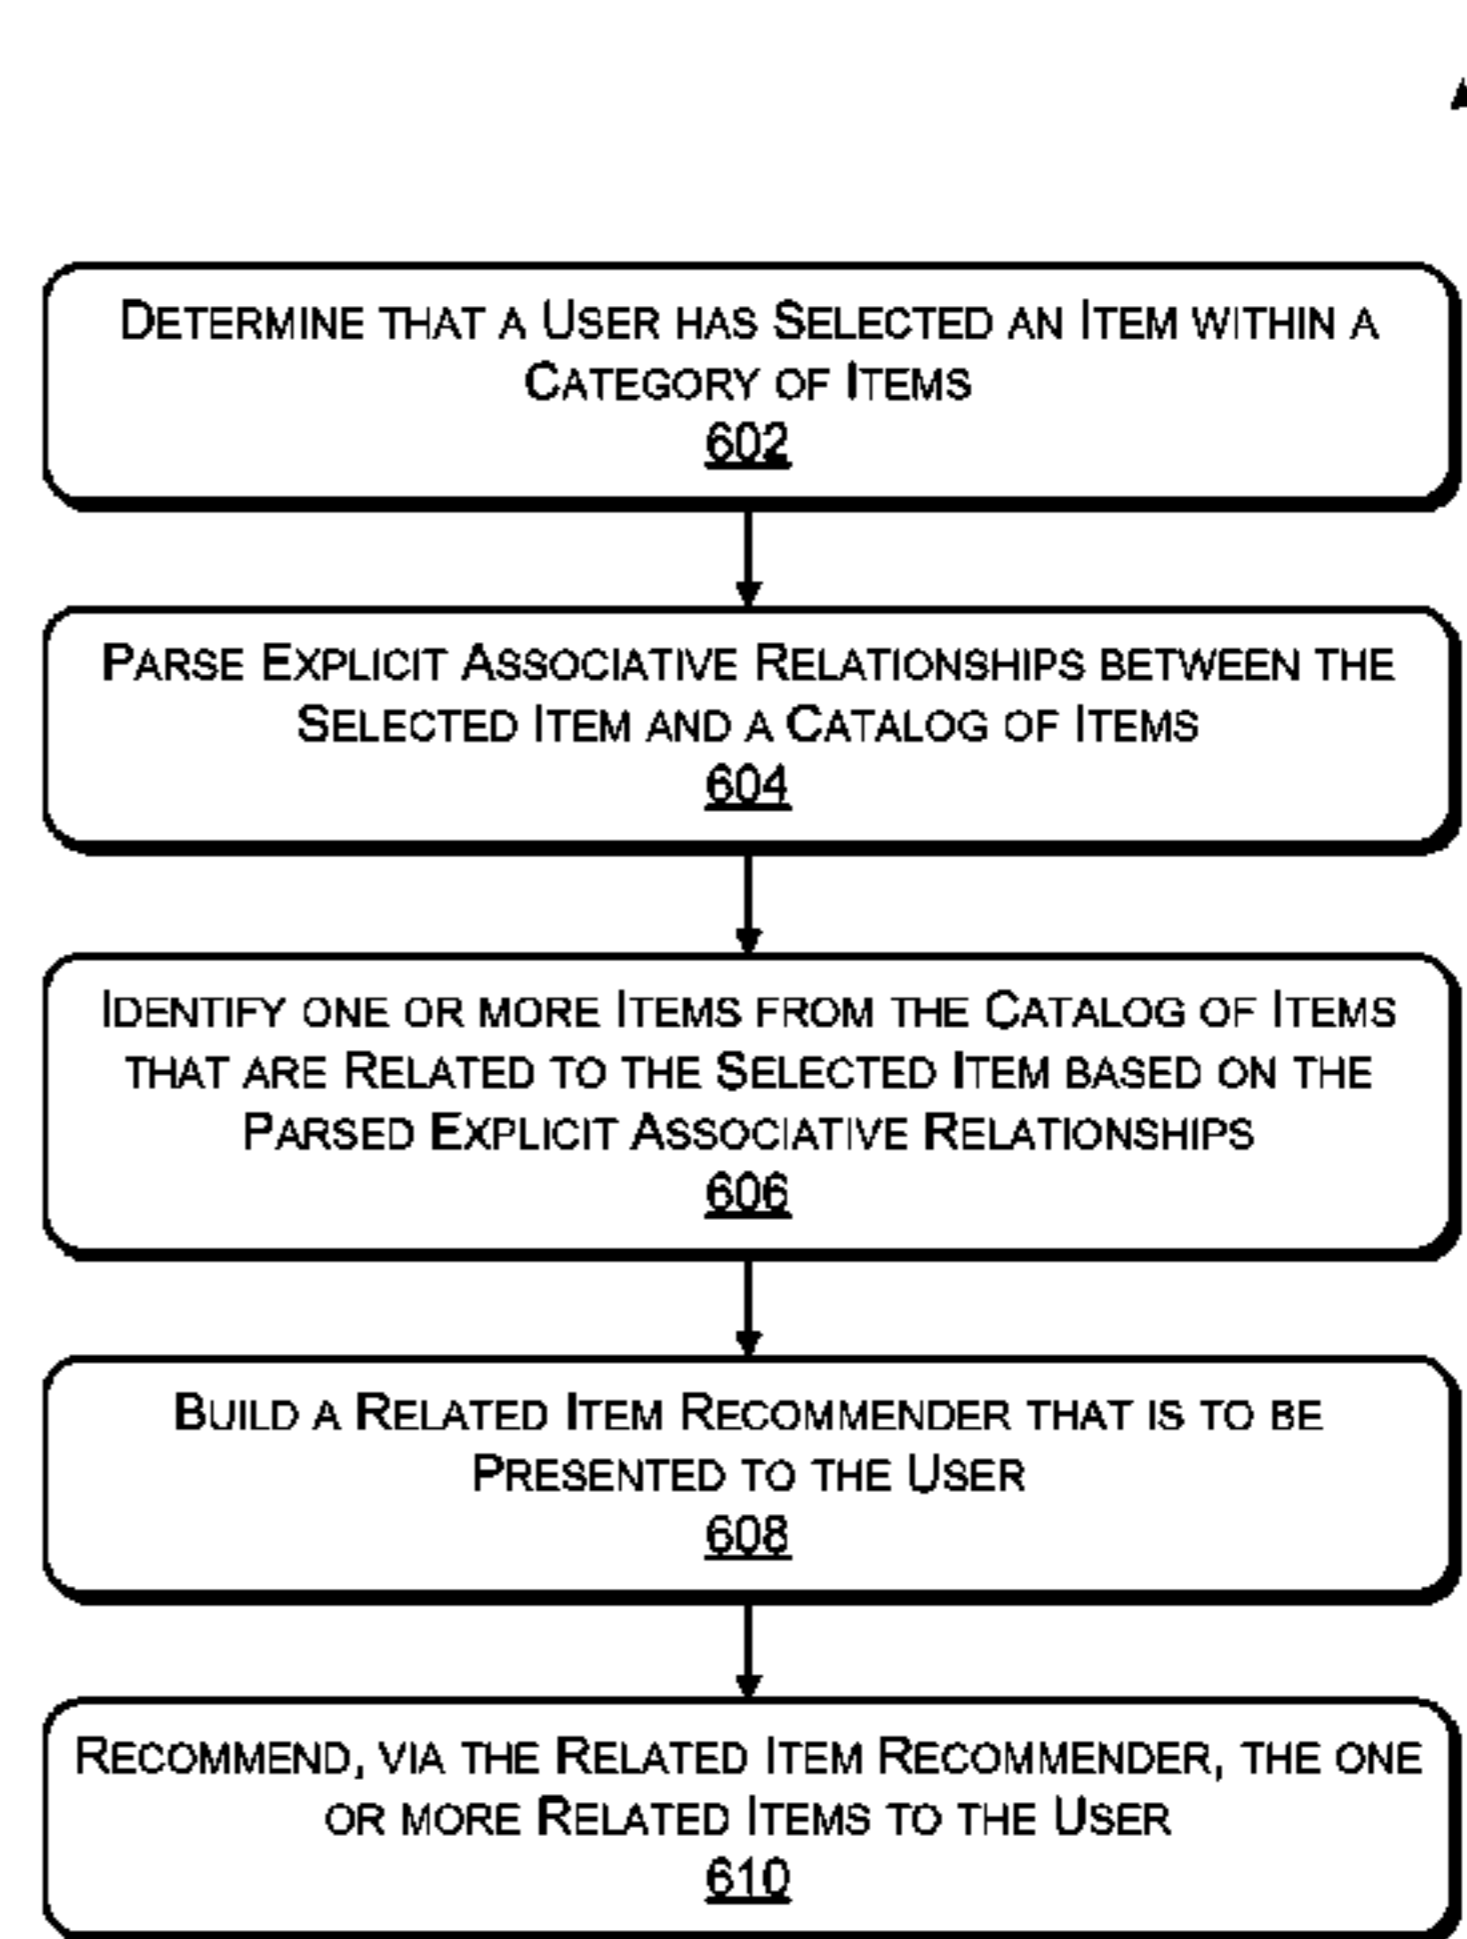 DETERMINE THAT A USER HAS SELECTED AN ITEM WITHIN A
CATEGORY OF ITEMS
602
PARSE EXPLICIT ASSOCIATIVE RELATIONSHIPS BETWEEN THE
SELECTED ITEM AND A CATALOG OF ITEMS
604
IDENTIFY ONE OR MORE ITEMS FROM THE CATALOG OF ITEMS
THAT ARE RELATED TO THE SELECTED ITEM BASED ON THE
PARSED EXPLICIT ASSOCIATIVE RELATIONSHIPS
606
BUILD A RELATED ITEM RECOMMENDER THAT IS TO BE
PRESENTED TO THE USER
608
RECOMMEND, VIA THE RELATED ITEM RECOMMENDER, THE ONE
OR MORE RELATED ITEMS TO THE USER
610